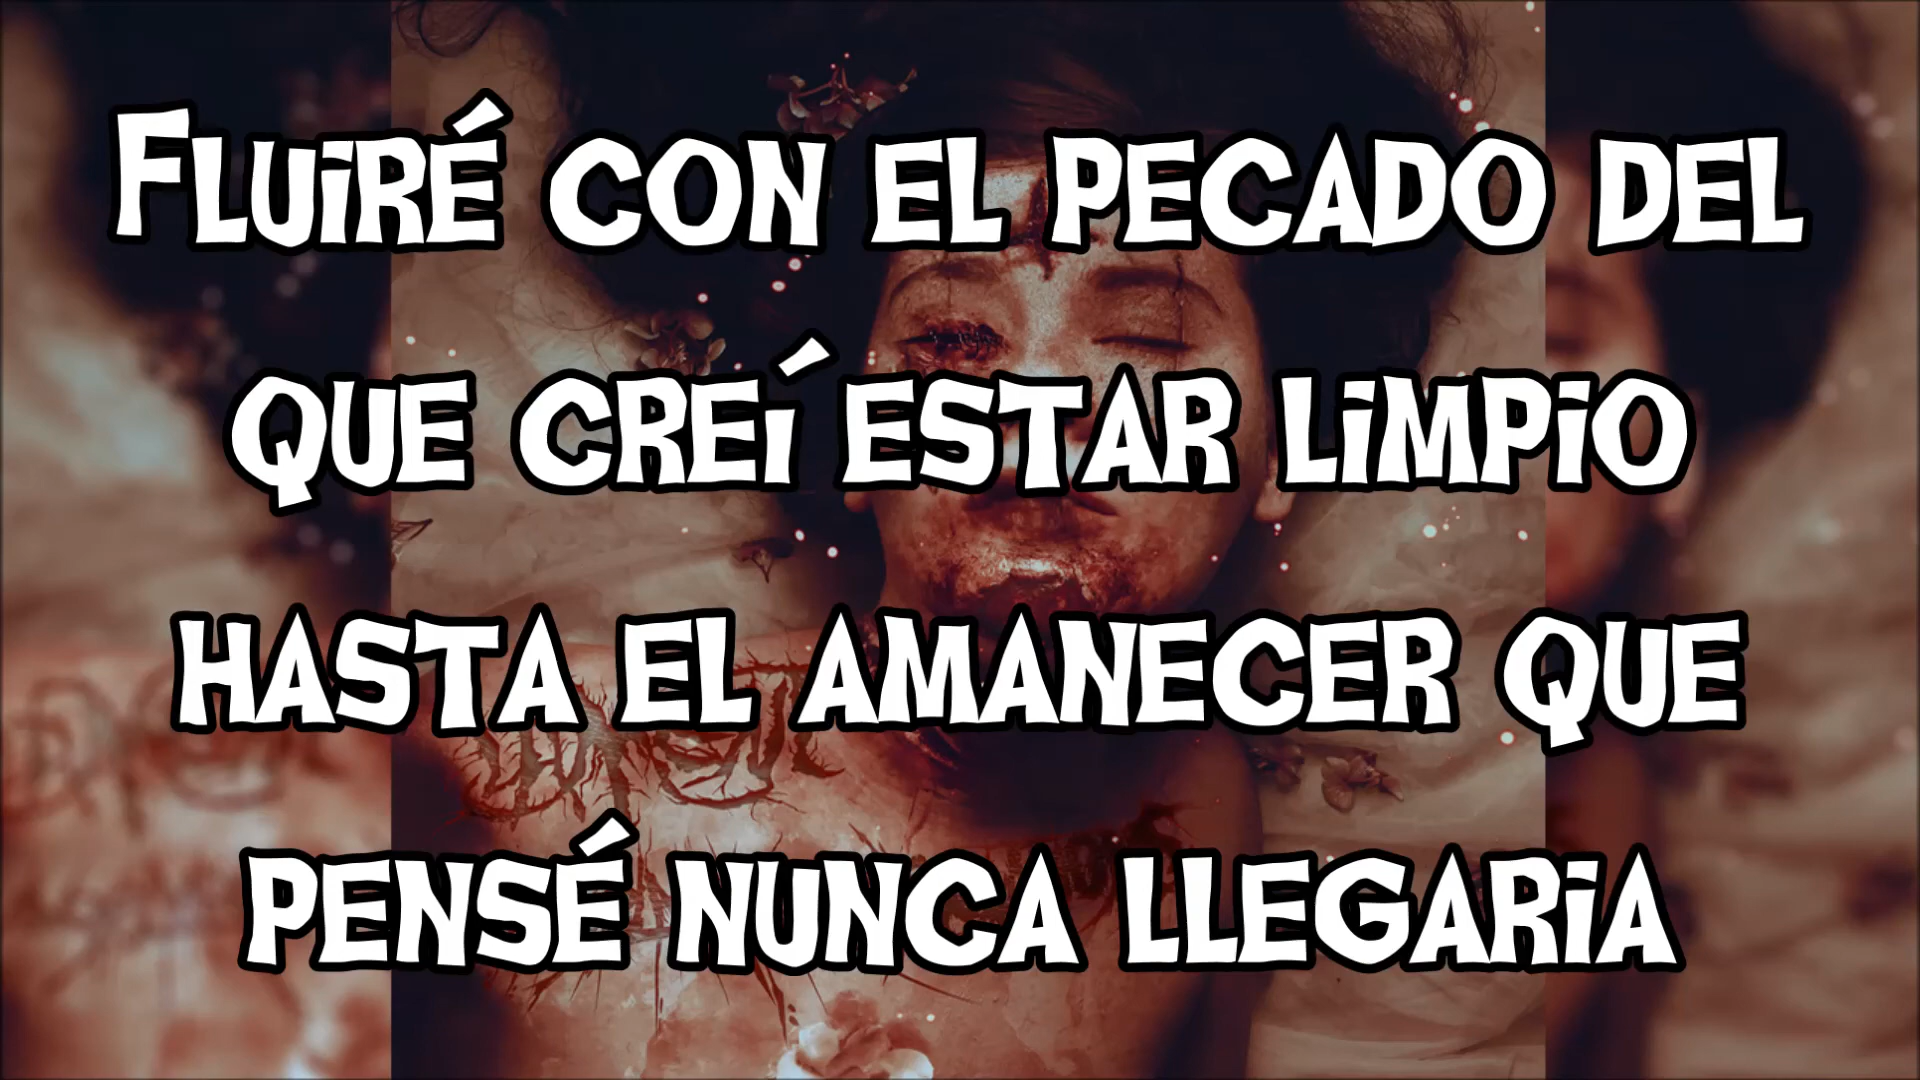 Fluiré con el pecado del
que creí estar limpio
hasta el amanecer que
pensé nunca llegaria